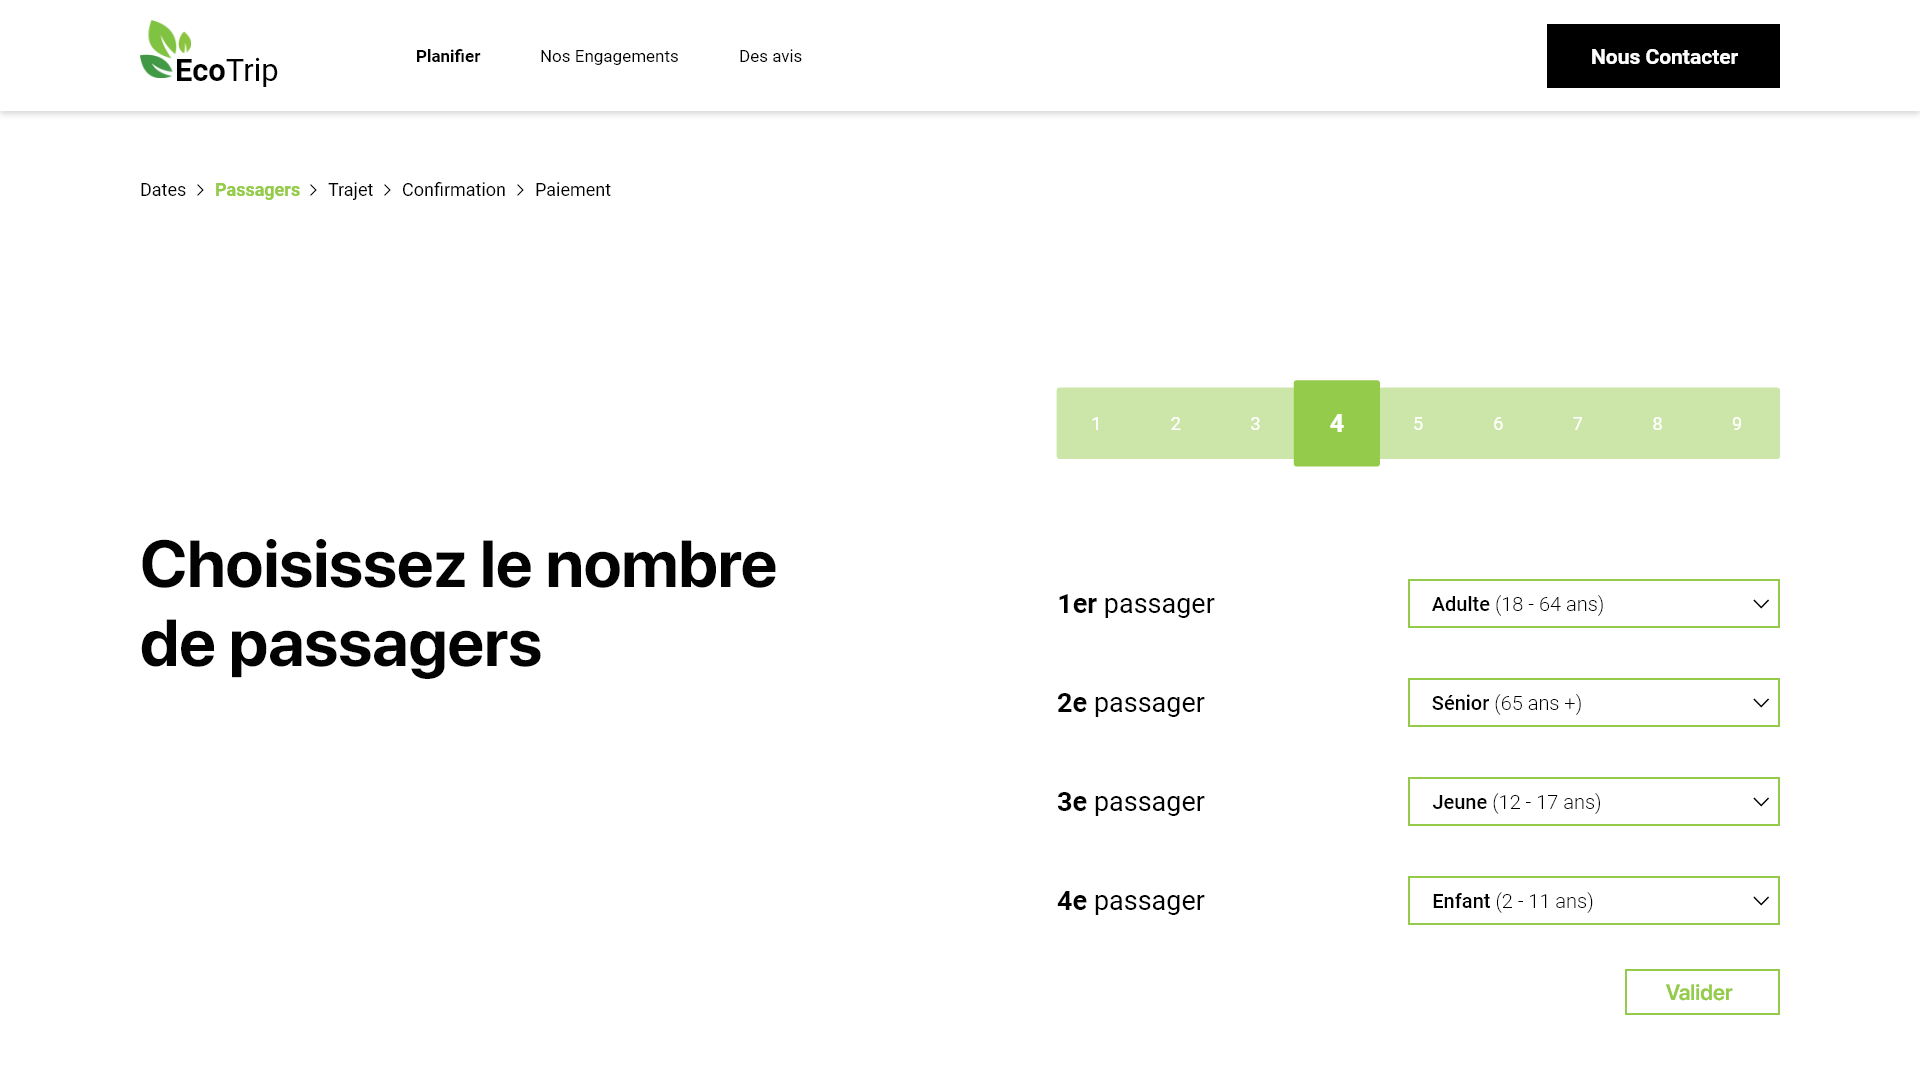 EcoTrip
Planifier
Nos Engagements
Des avis
Nous Contacter
Dates > Passagers > Trajet > Confirmation > Paiement
1 2 3 4 5 6 7 8 9
Choisissez le nombre
de passagers
1er passager
Adulte (18 - 64 ans)
2e passager
Sénior (65 ans +)
3e passager
Jeune (12 - 17 ans)
4e passager
Enfant (2 - 11 ans)
Valider